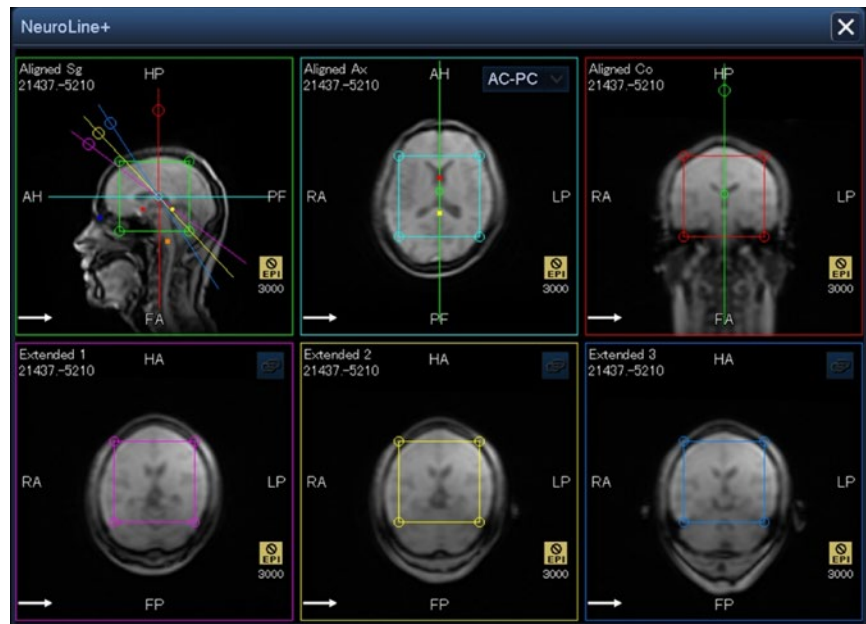 NeuroLine+
Aligned Sg
21437.-5210
HP
AH
PF
EPI
3000
FA
Aligned Ax
21437.-5210
AH
AC-PC
RA
LP
EPI
3000
PF
Aligned Co
21437.-5210
HP
RA
LP
EPI
3000
FA
Extended 1
21437.-5210
HA
RA
LP
EPI
3000
FP
Extended 2
21437.-5210
HA
RA
LP
EPI
3000
FP
Extended 3
21437.-5210
HA
RA
LP
EPI
3000
FP